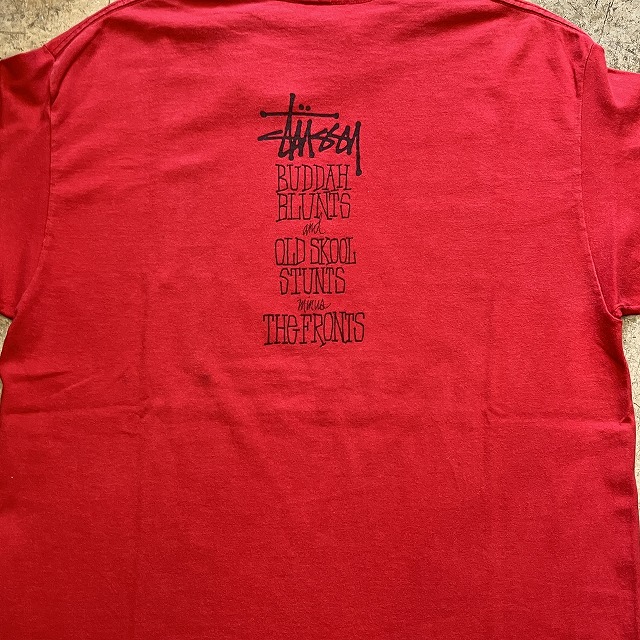 Stüssy
BUDDAH
BLUNTS
and
OLD SKOOL
STUNTS
minus
THE FRONTS